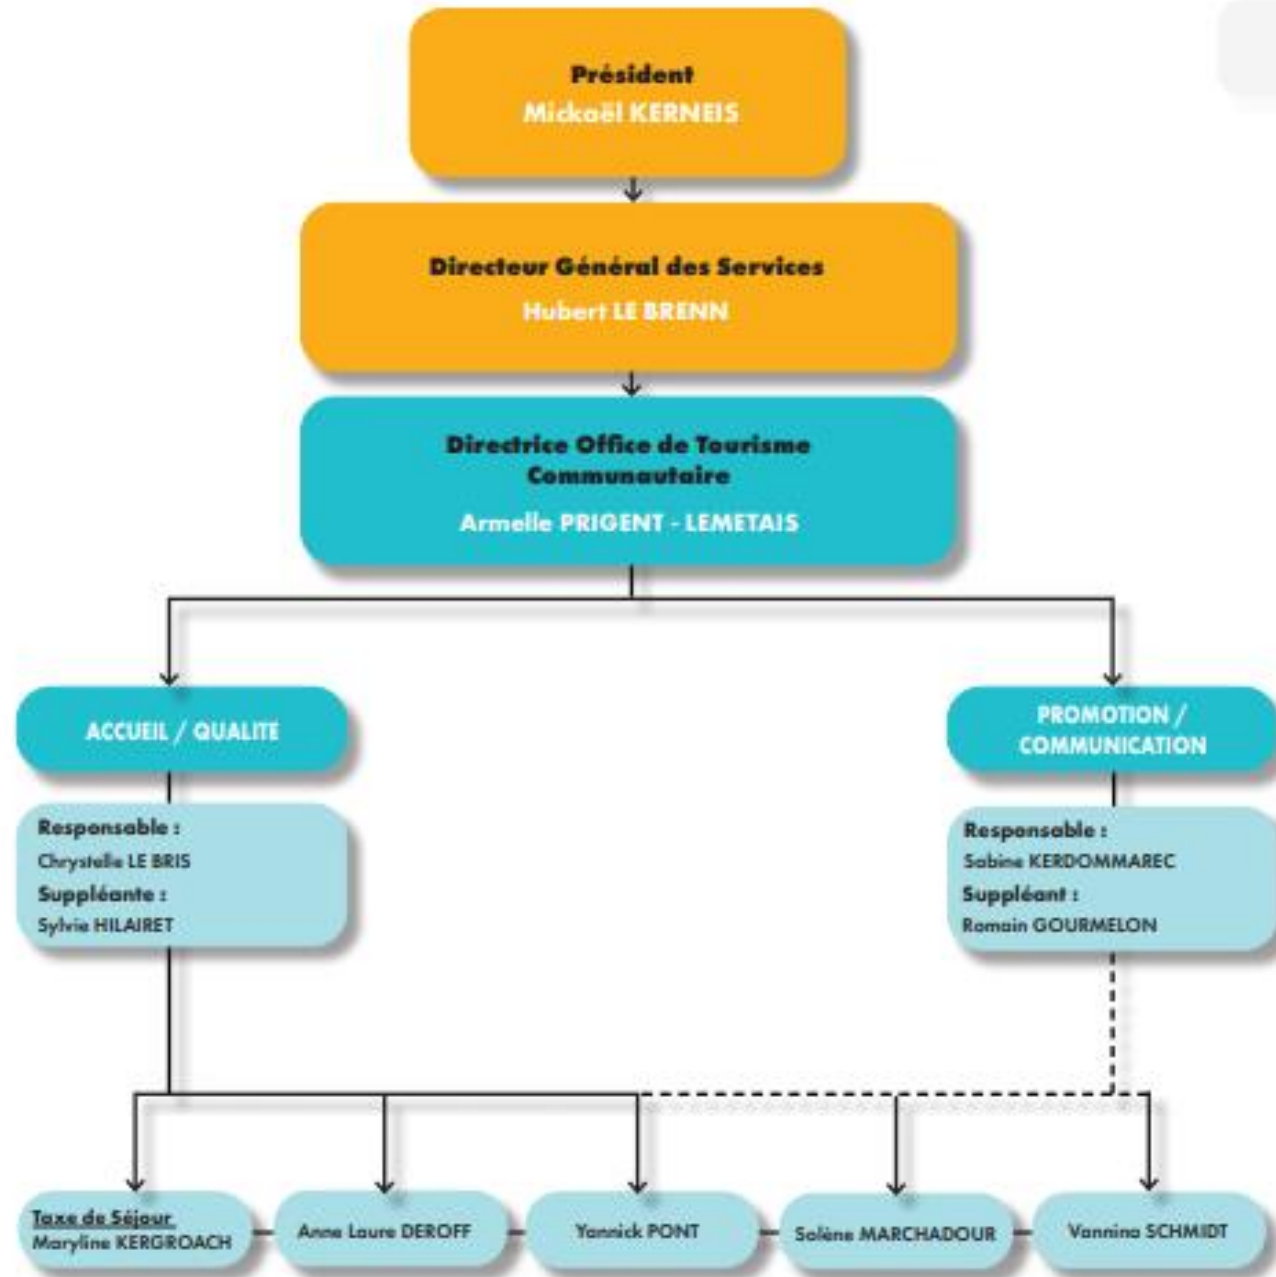 Président
Mickaël KERNEIS
Directeur Général des Services
Hubert LE BRENN
Directrice Office de Tourisme
Communautaire
Armelle PRIGENT - LEMETAIS
ACCUEIL / QUALITE
PROMOTION /
COMMUNICATION
Responsable :
Chrystelle LE BRIS
Suppléante :
Sylvie HILAIRET
Responsable :
Sabine KERDOMMAREC
Suppléant :
Romain GOURMELON
Taxe de Séjour
Maryline KERGROACH
Anne Laure DEROFF
Yannick PONT
Solène MARCHADOUR
Vannina SCHMIDT